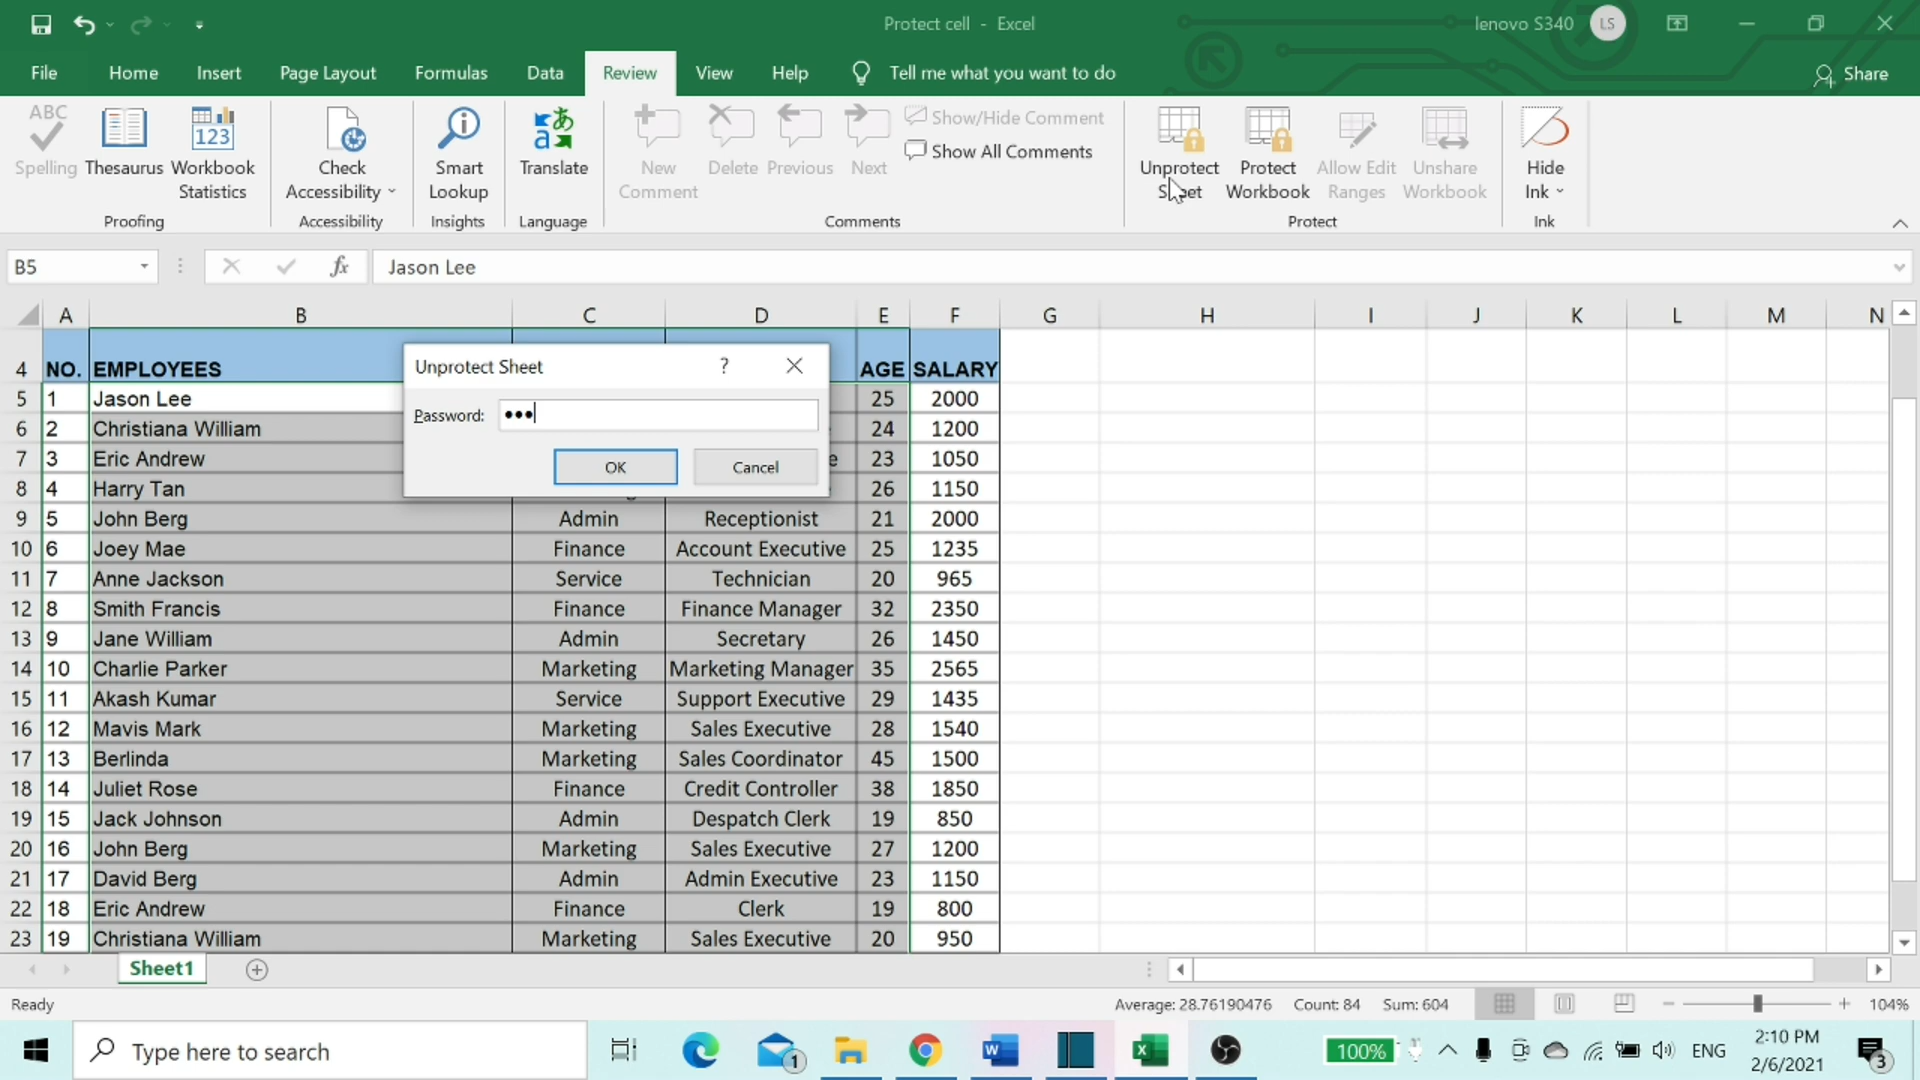 Protect cell - Excel
lenovo S340 LS
File Home Insert Page Layout Formulas Data Review View Help Tell me what you want to do Share
ABC
Spelling
Thesaurus
123
Workbook
Statistics
Proofing
Check
Accessibility
Accessibility
Smart
Lookup
Insights
Translate
Language
New
Comment
Delete
Previous
Next
Show/Hide Comment
Show All Comments
Comments
Unprotect
Sheet
Protect
Workbook
Allow Edit
Ranges
Unshare
Workbook
Protect
Hide
Ink
Ink
B5 fx Jason Lee
A B C D E F G H I J K L M N
4 NO. EMPLOYEES AGE SALARY
Unprotect Sheet ?
Password: •••
OK Cancel
5 1 Jason Lee 25 2000
6 2 Christiana William 24 1200
7 3 Eric Andrew e 23 1050
8 4 Harry Tan 26 1150
9 5 John Berg Admin Receptionist 21 2000
10 6 Joey Mae Finance Account Executive 25 1235
11 7 Anne Jackson Service Technician 20 965
12 8 Smith Francis Finance Finance Manager 32 2350
13 9 Jane William Admin Secretary 26 1450
14 10 Charlie Parker Marketing Marketing Manager 35 2565
15 11 Akash Kumar Service Support Executive 29 1435
16 12 Mavis Mark Marketing Sales Executive 28 1540
17 13 Berlinda Marketing Sales Coordinator 45 1500
18 14 Juliet Rose Finance Credit Controller 38 1850
19 15 Jack Johnson Admin Despatch Clerk 19 850
20 16 John Berg Marketing Sales Executive 27 1200
21 17 David Berg Admin Admin Executive 23 1150
22 18 Eric Andrew Finance Clerk 19 800
23 19 Christiana William Marketing Sales Executive 20 950
Sheet1
Ready Average: 28.76190476 Count: 84 Sum: 604 104%
Type here to search 1 W X 100% ENG
2:10 PM
2/6/2021
3